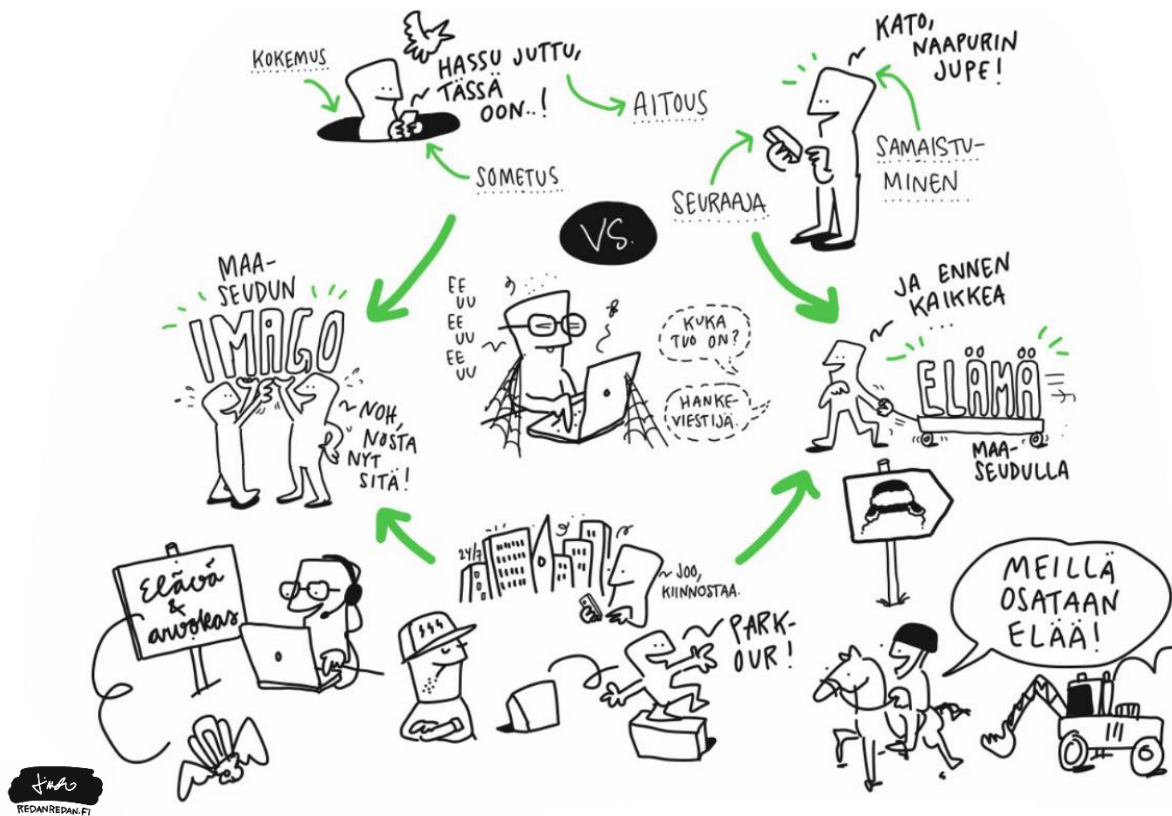 KOKEMUS
HASSU JUTTU,
TÄSSÄ
OON..!
AITOUS
SOMETUS
KATO,
NAAPURIN
JUPE!
SAMAISTU-
MINEN
SEURAAJA
VS.
MAA-
SEUDUN
IMAGO
NOH,
NOSTA
NYT
SITÄ!
EE
UU
EE
UU
EE
UU
KUKA
TUO ON?
HANKE-
VIESTIJÄ.
JA ENNEN
KAIKKEA
...
ELÄMÄ
MAA-
SEUDULLA
Elävä
&
arvokas
24/7
JOO,
KIINNOSTAA.
PARK-
OUR!
MEILLÄ
OSATAAN
ELÄÄ!
REDANREDAN.FI